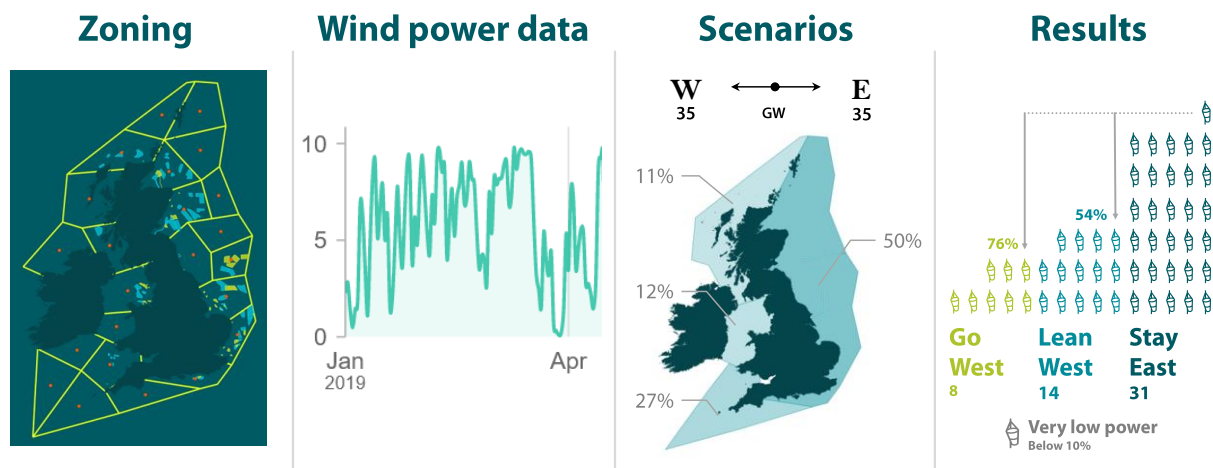 Zoning
Wind power data
10
5
0
Jan
2019
Apr
Scenarios
W
E
35
GW
35
11%
50%
12%
27%
Results
54%
76%
Go
West
8
Lean
West
14
Stay
East
31
Very low power
Below 10%